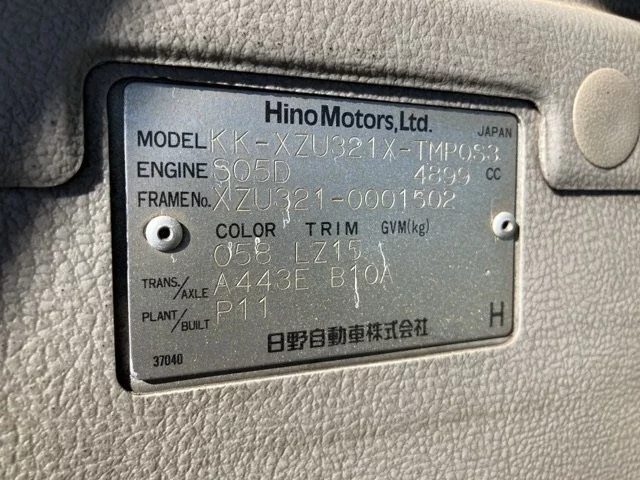 Hino Motors, Ltd.
JAPAN
MODEL KK-XZU321X-TMPQS3
ENGINE S05D 4899 CC
FRAME No. XZU321-0001502
COLOR TRIM GVM(kg)
058 LZ15
TRANS./AXLE A443E B10A
PLANT/BUILT P11
37040 日野自動車株式会社 H